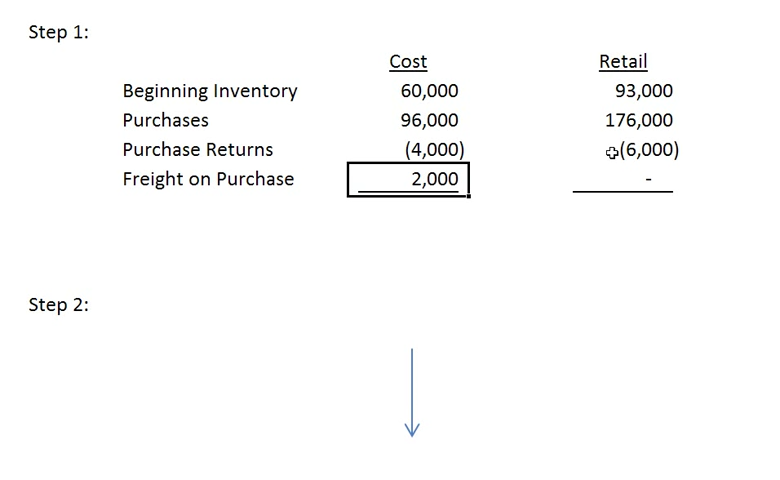 Step 1:
Cost Retail
Beginning Inventory 60,000 93,000
Purchases 96,000 176,000
Purchase Returns (4,000) (6,000)
Freight on Purchase 2,000 -
Step 2: